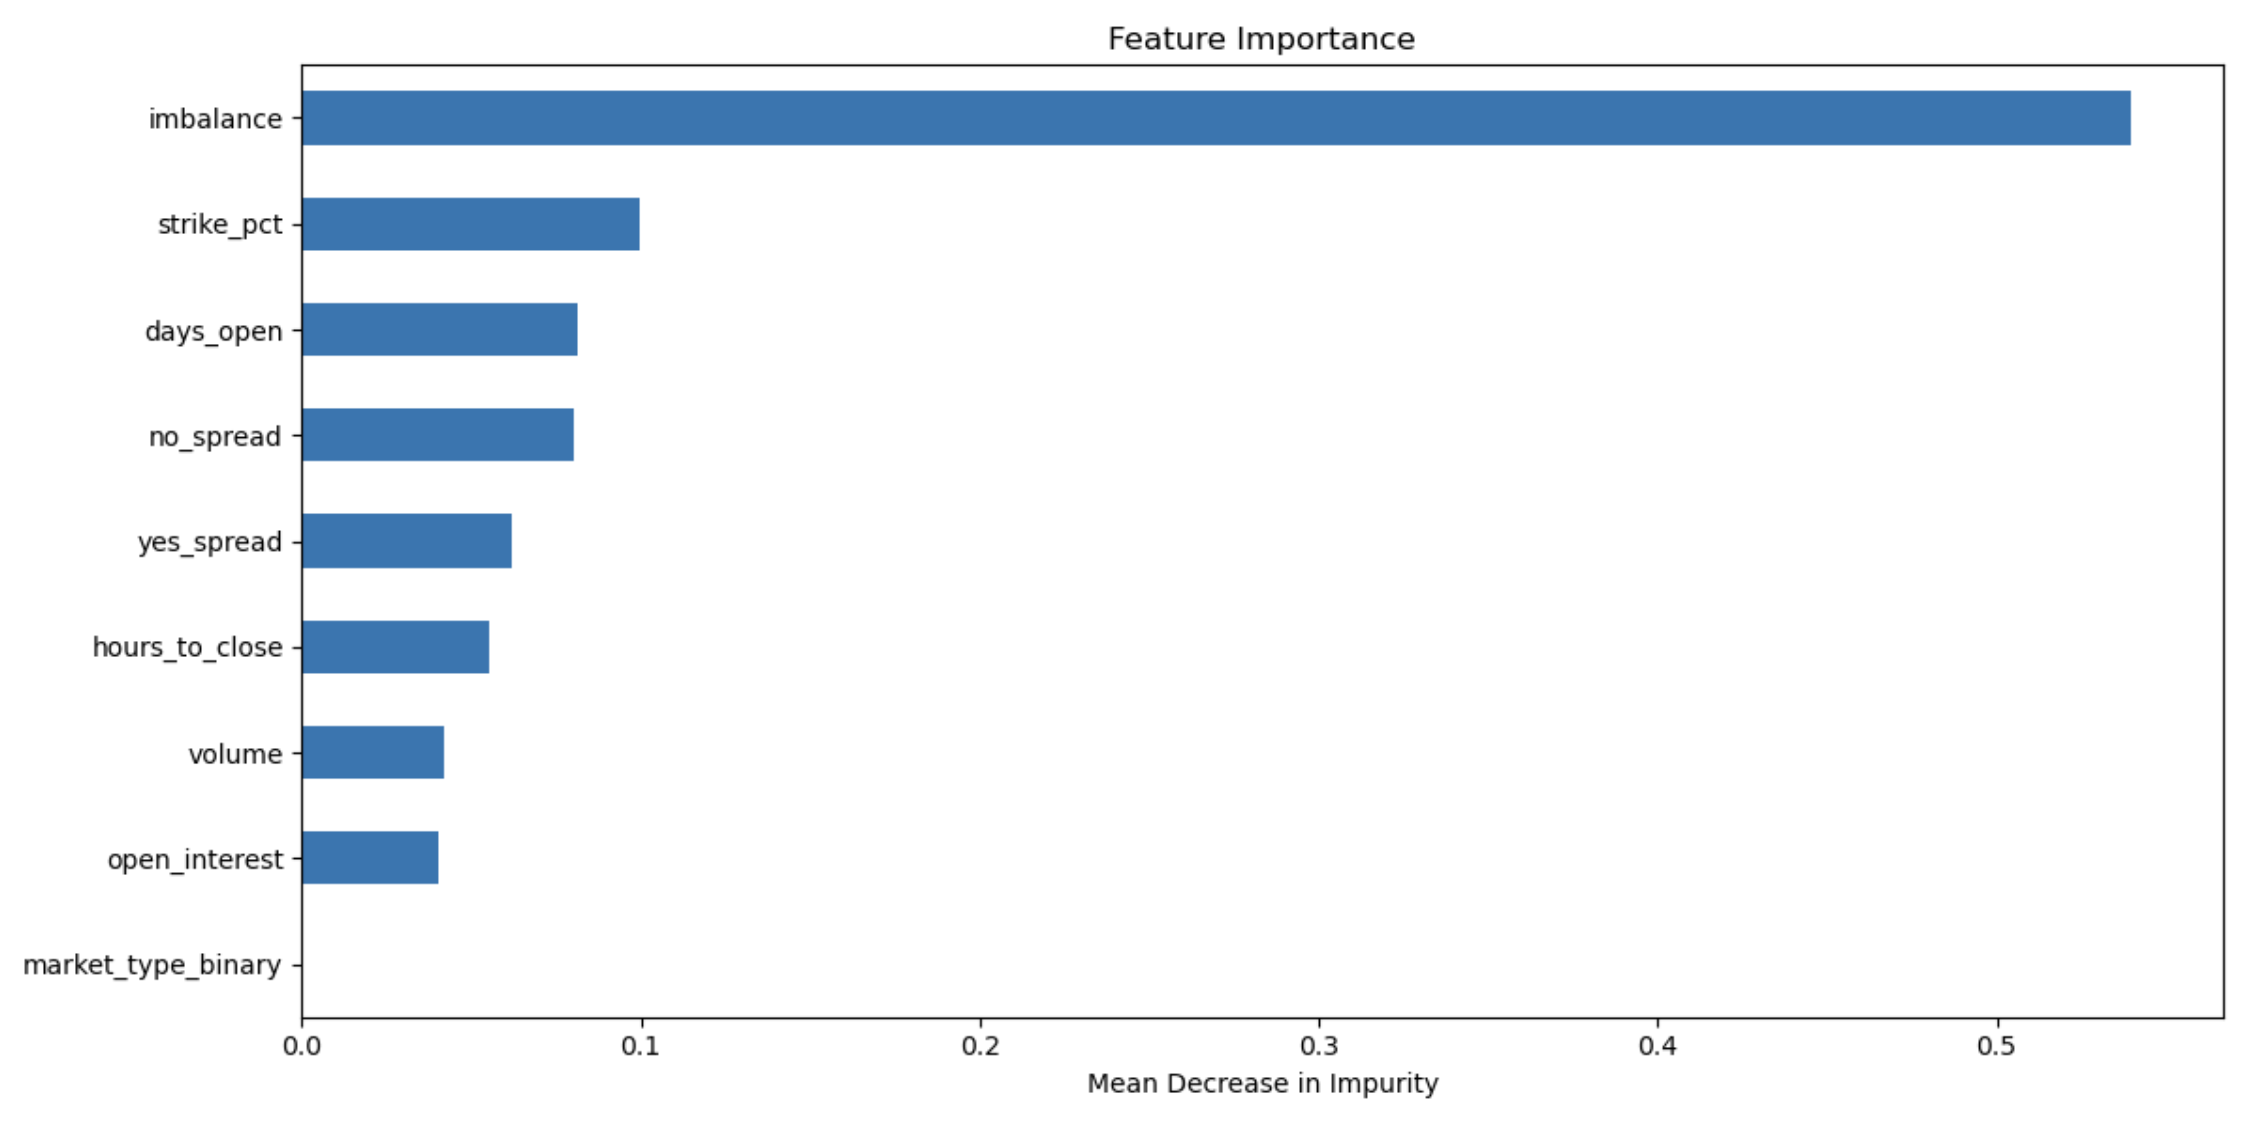 Feature Importance
imbalance
strike_pct
days_open
no_spread
yes_spread
hours_to_close
volume
open_interest
market_type_binary
0.0 0.1 0.2 0.3 0.4 0.5
Mean Decrease in Impurity